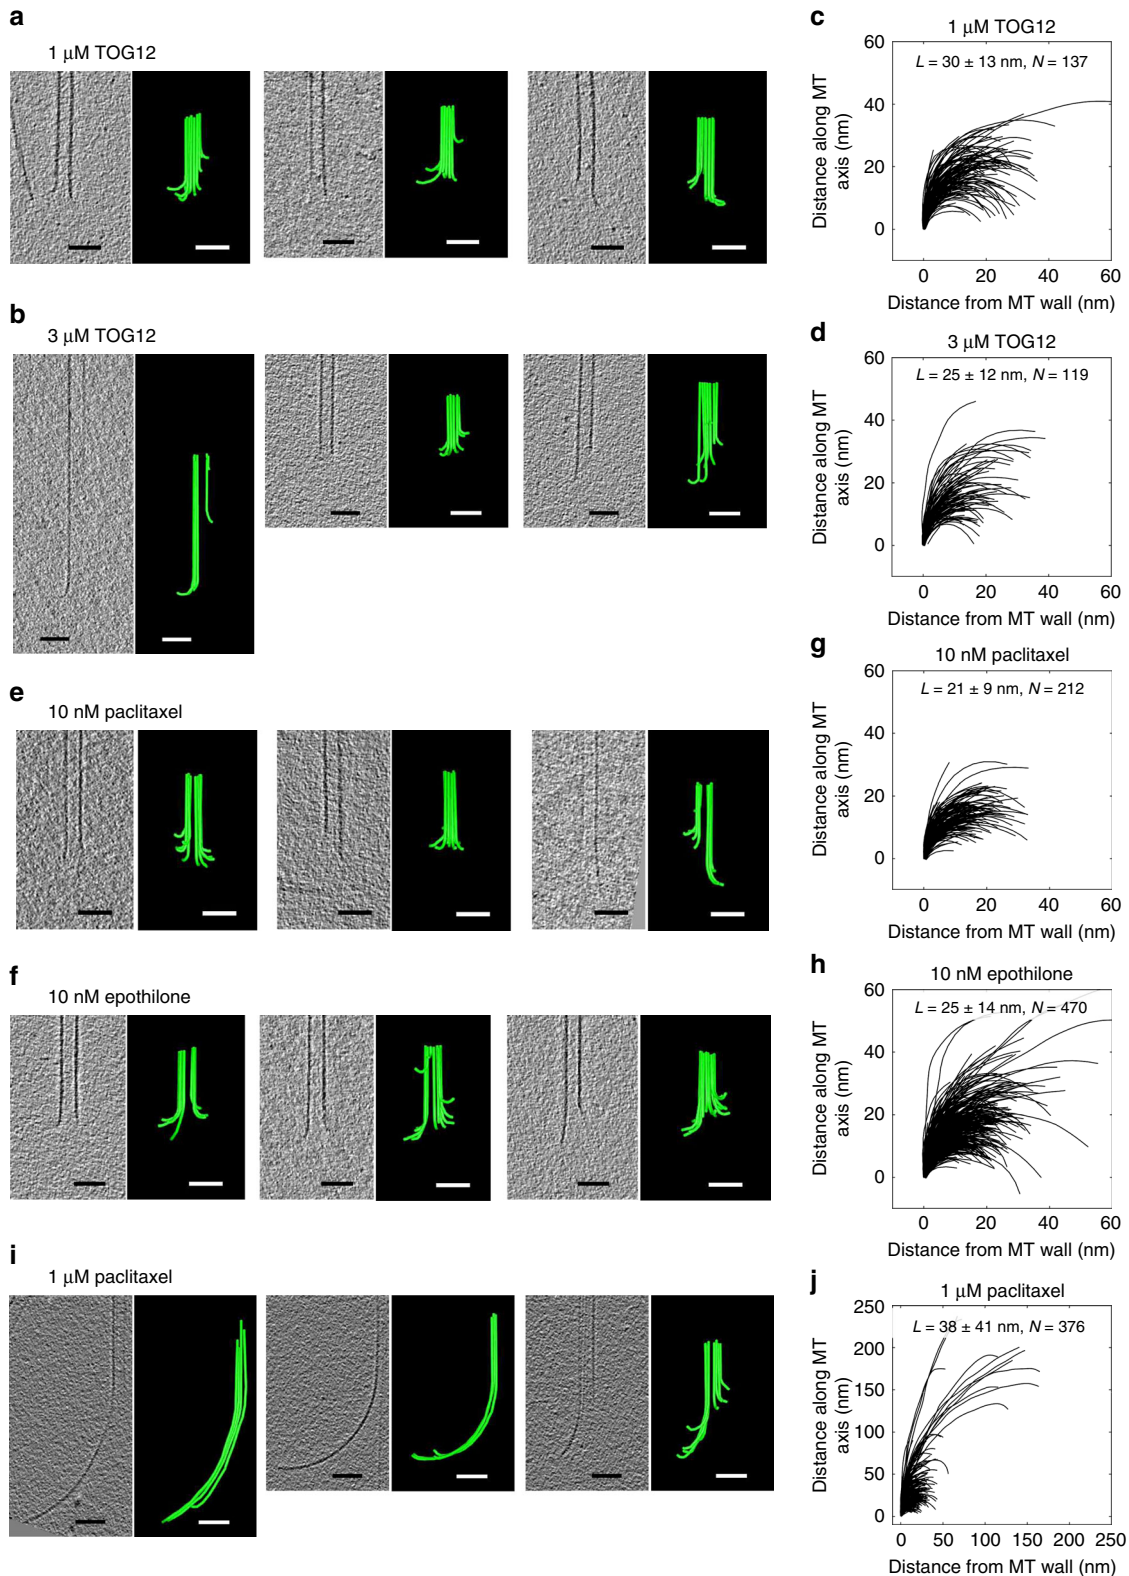 a
1 μM TOG12
b
3 μM TOG12
e
10 nM paclitaxel
f
10 nM epothilone
i
1 μM paclitaxel
c
1 μM TOG12
L = 30 ± 13 nm, N = 137
Distance along MT
axis (nm)
60
40
20
0
0 20 40 60
Distance from MT wall (nm)
d
3 μM TOG12
L = 25 ± 12 nm, N = 119
Distance along MT
axis (nm)
60
40
20
0
0 20 40 60
Distance from MT wall (nm)
g
10 nM paclitaxel
L = 21 ± 9 nm, N = 212
Distance along MT
axis (nm)
60
40
20
0
0 20 40 60
Distance from MT wall (nm)
h
10 nM epothilone
L = 25 ± 14 nm, N = 470
Distance along MT
axis (nm)
60
40
20
0
0 20 40 60
Distance from MT wall (nm)
j
1 μM paclitaxel
L = 38 ± 41 nm, N = 376
Distance along MT
axis (nm)
250
200
150
100
50
0
0 50 100 150 200 250
Distance from MT wall (nm)